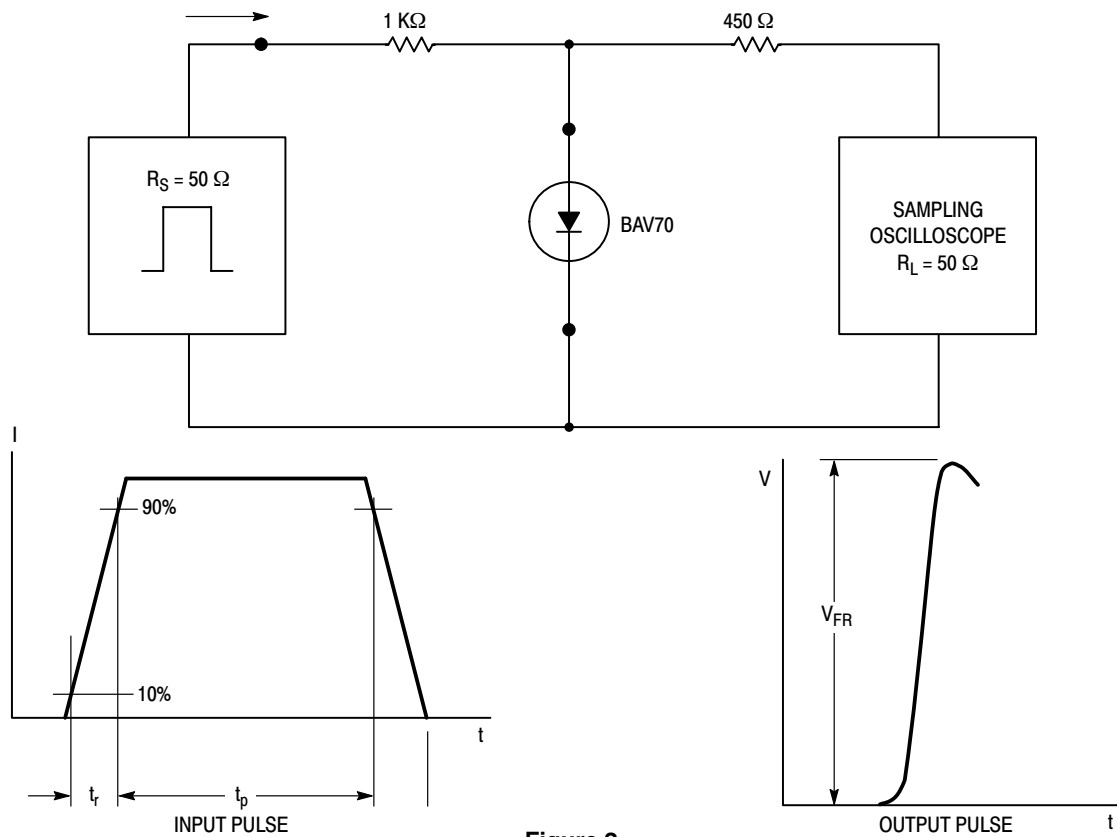 1 KΩ
450 Ω
R_S = 50 Ω
BAV70
SAMPLING
OSCILLOSCOPE
R_L = 50 Ω
I
90%
10%
t
t_r
t_p
INPUT PULSE
V
V_FR
t
OUTPUT PULSE